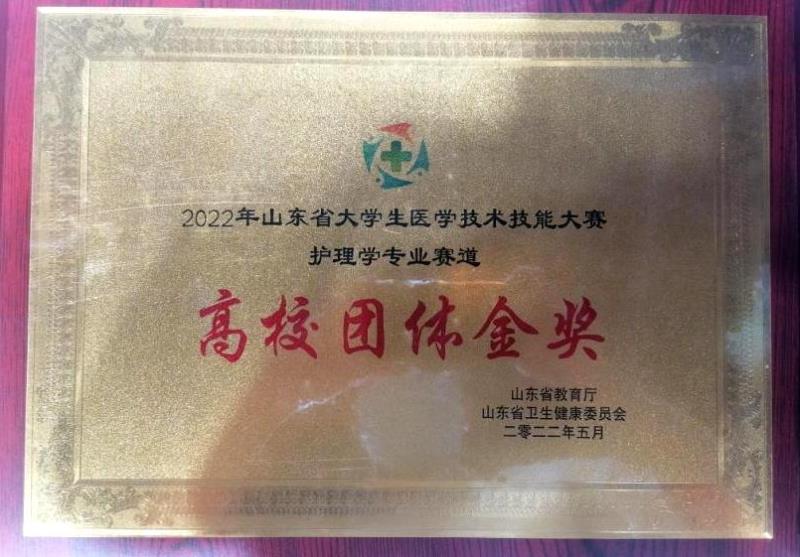 2022年山东省大学生医学技术技能大赛
护理学专业赛道
高校团体金奖
山东省教育厅
山东省卫生健康委员会
二零二二年五月